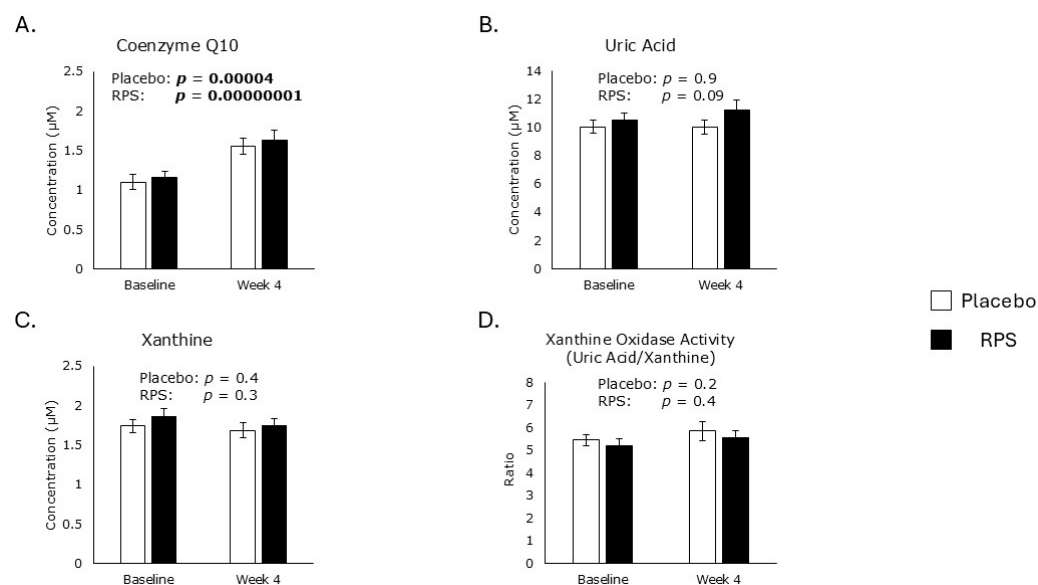 A.
Coenzyme Q10
Placebo: p = 0.00004
RPS: p = 0.00000001
Concentration (µM)
2.5
2
1.5
1
0.5
0
Baseline Week 4
B.
Uric Acid
Placebo: p = 0.9
RPS: p = 0.09
Concentration (µM)
14
12
10
8
6
4
2
0
Baseline Week 4
C.
Xanthine
Placebo: p = 0.4
RPS: p = 0.3
Concentration (µM)
2.5
2
1.5
1
0.5
0
Baseline Week 4
D.
Xanthine Oxidase Activity
(Uric Acid/Xanthine)
Placebo: p = 0.2
RPS: p = 0.4
Ratio
8
7
6
5
4
3
2
1
0
Baseline Week 4
Placebo
RPS